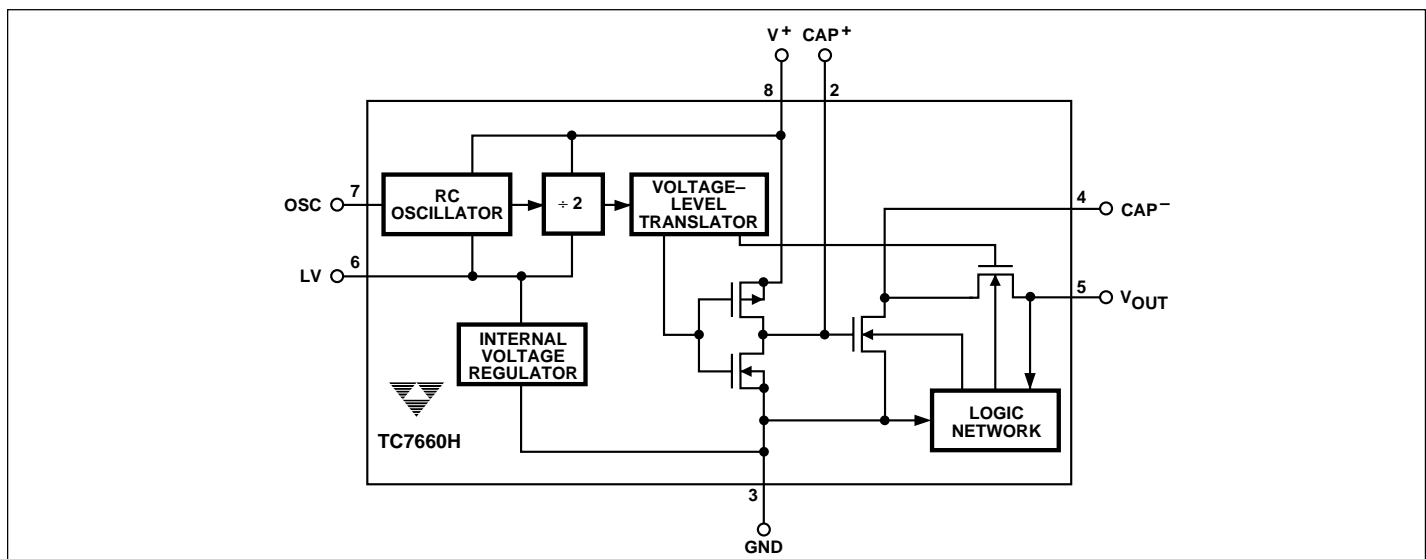 V+ CAP+
8 2
OSC 7
RC
OSCILLATOR
÷ 2
VOLTAGE–
LEVEL
TRANSLATOR
4 CAP–
LV 6
5 VOUT
INTERNAL
VOLTAGE
REGULATOR
LOGIC
NETWORK
TC7660H
3
GND